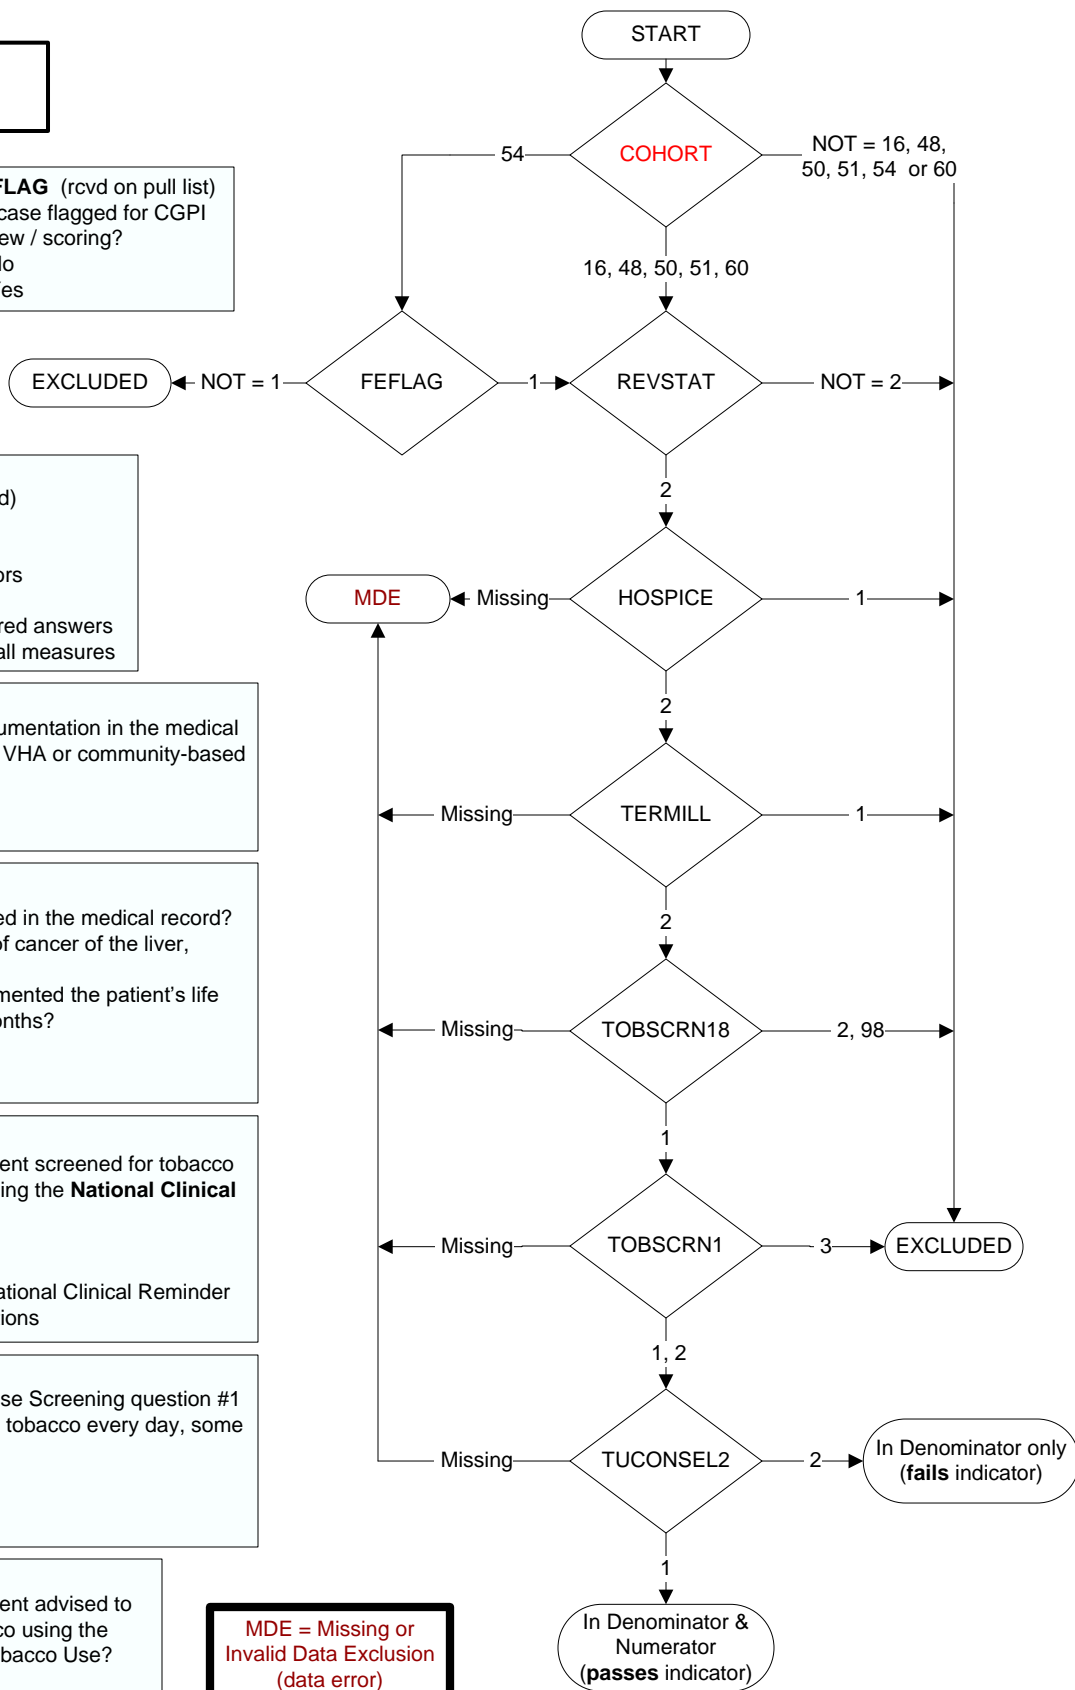 START
COHORT
54
NOT = 16, 48,
50, 51, 54 or 60
16, 48, 50, 51, 60
FLAG (rcvd on pull list)
case flagged for CGPI
ew / scoring?
lo
es
EXCLUDED
NOT = 1
FEFLAG
1
REVSTAT
NOT = 2
2
d)
ors
red answers
all measures
MDE
Missing
HOSPICE
1
2
umentation in the medical
VHA or community-based
Missing
TERMILL
1
2
ed in the medical record?
of cancer of the liver,
mented the patient's life
onths?
Missing
TOBSCRN18
2, 98
1
ent screened for tobacco
ing the National Clinical
ational Clinical Reminder
tions
Missing
TOBSCRN1
3
EXCLUDED
1, 2
se Screening question #1
tobacco every day, some
Missing
TUCONSEL2
2
In Denominator only
(fails indicator)
1
ent advised to
co using the
bacco Use?
MDE = Missing or
Invalid Data Exclusion
(data error)
In Denominator &
Numerator
(passes indicator)